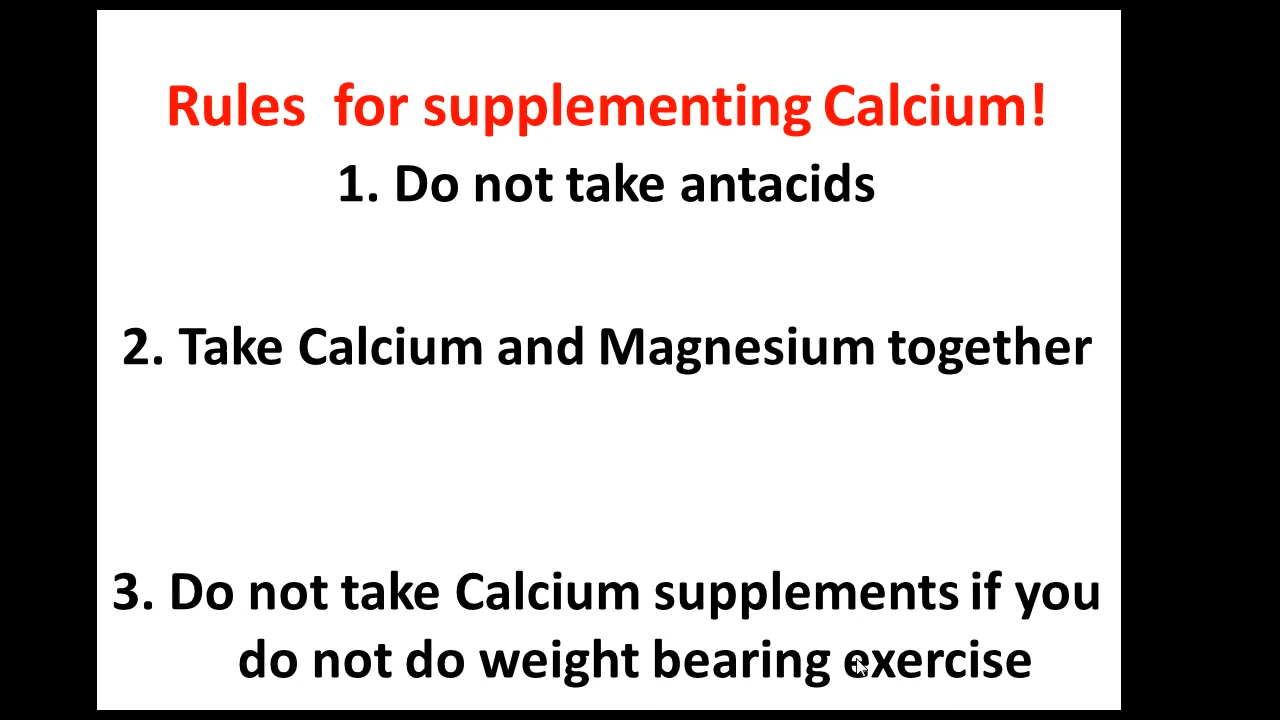 Rules for supplementing Calcium!
1. Do not take antacids
2. Take Calcium and Magnesium together
3. Do not take Calcium supplements if you
do not do weight bearing exercise